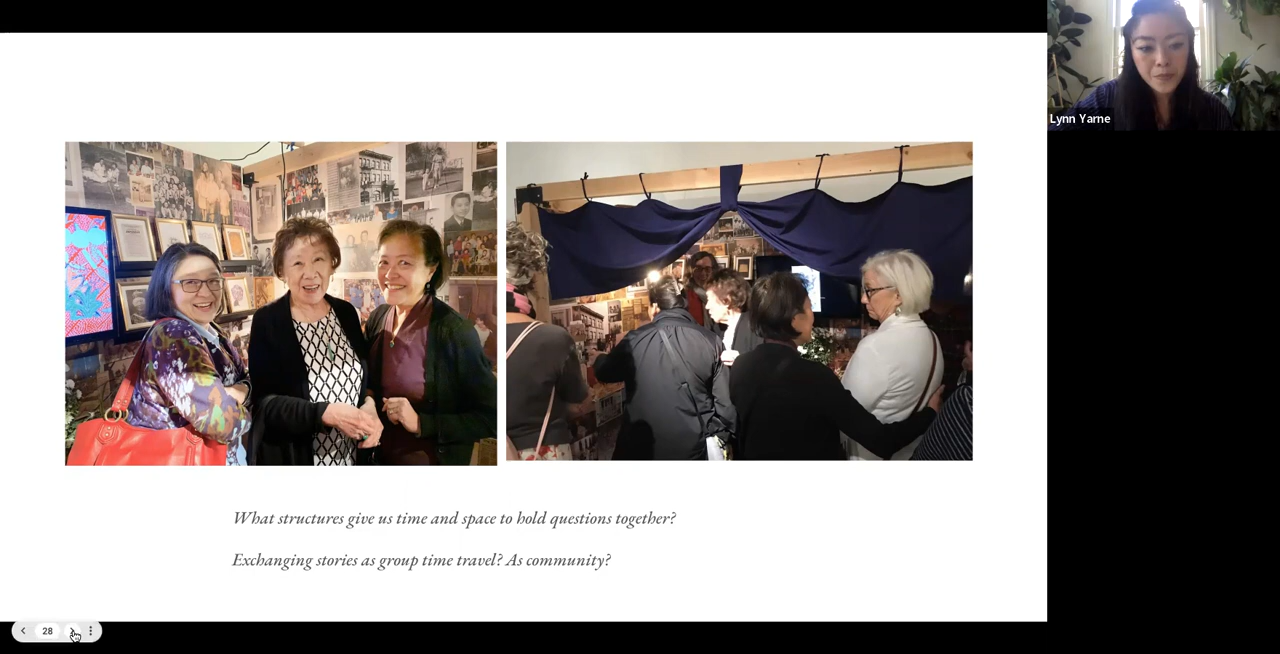 Lynn Yarne
What structures give us time and space to hold questions together?
Exchanging stories as group time travel? As community?
28